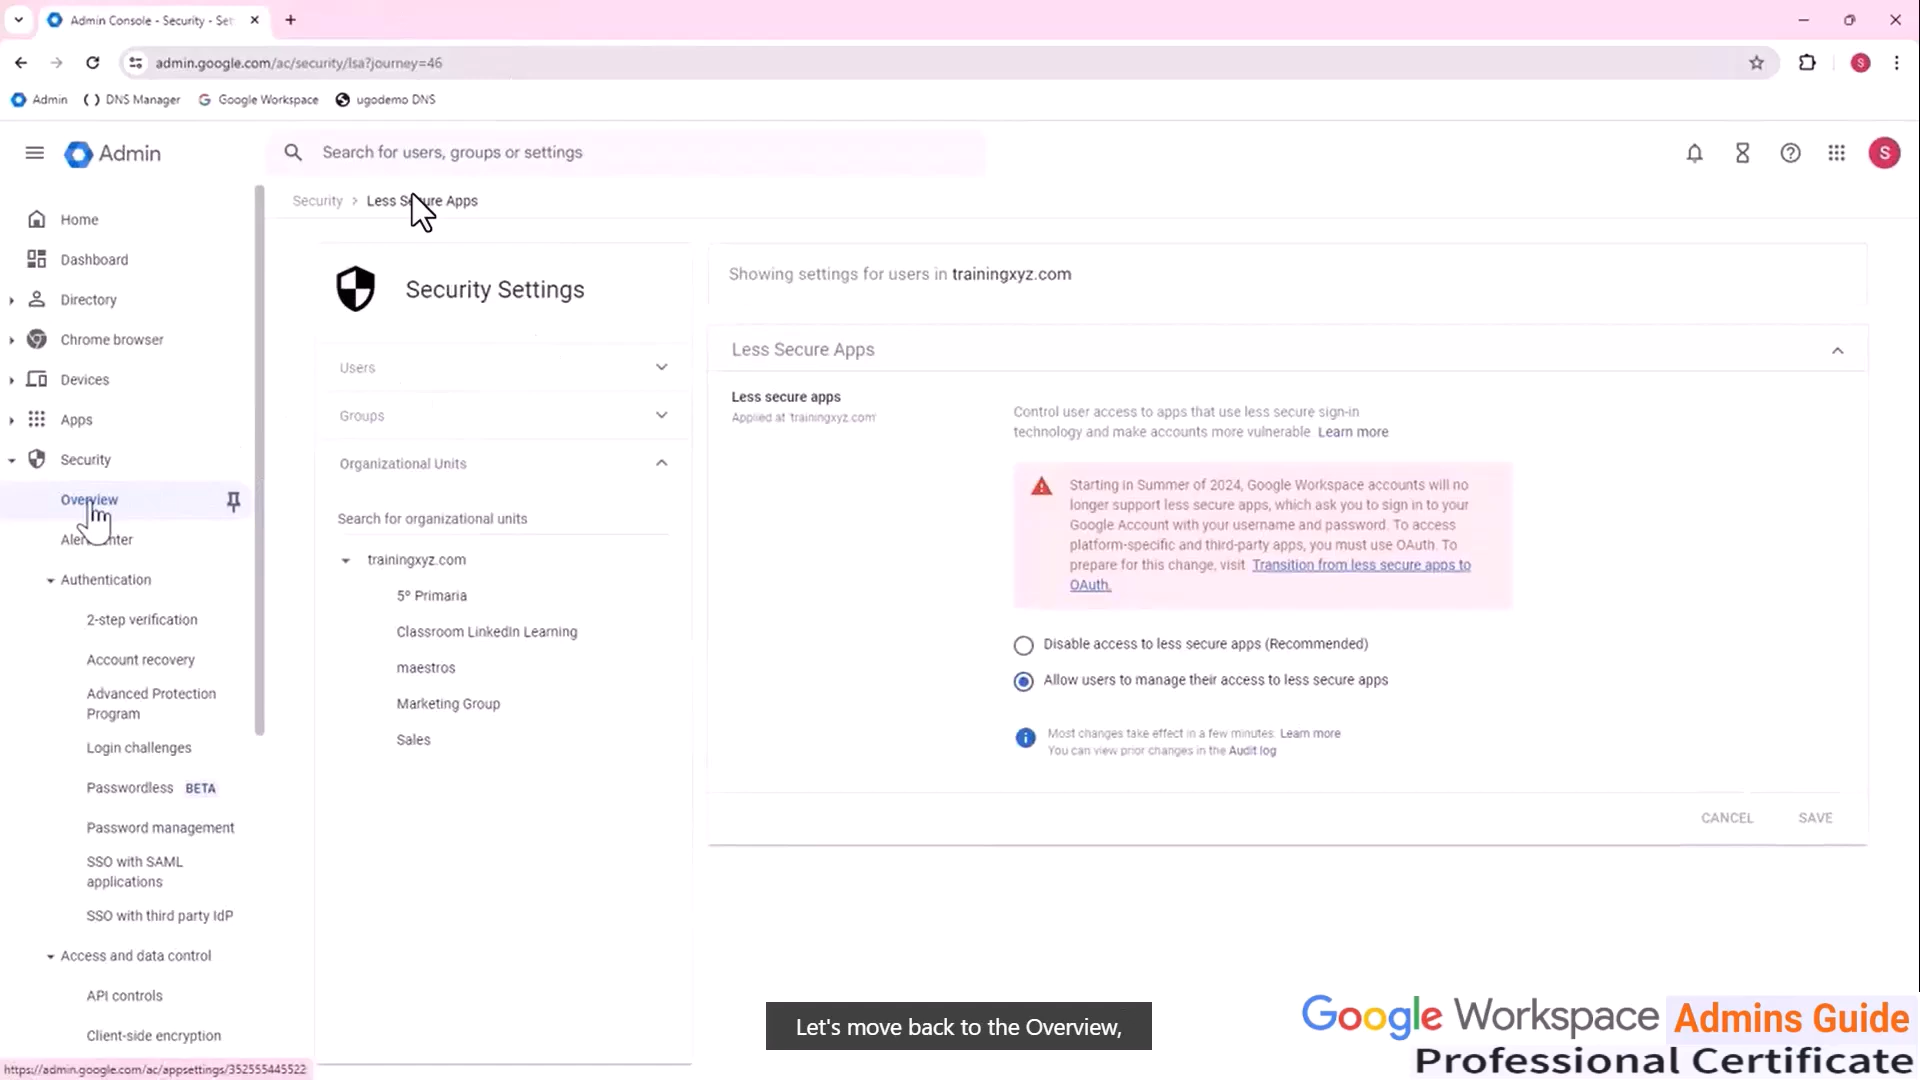 Admin Console - Security - Set
admin.google.com/ac/security/lsa?journey=46
S
Admin
DNS Manager
Google Workspace
ugodemo DNS
Admin
Search for users, groups or settings
S
Home
Dashboard
Directory
Chrome browser
Devices
Apps
Security
Overview
Authentication
2-step verification
Account recovery
Advanced Protection
Program
Login challenges
Passwordless BETA
Password management
SSO with SAML
applications
SSO with third party IdP
Access and data control
API controls
Client-side encryption
https://admin.google.com/ac/appsettings/352555445522
Security > Less Secure Apps
Security Settings
Users
Groups
Organizational Units
Search for organizational units
trainingxyz.com
5º Primaria
Classroom LinkedIn Learning
maestros
Marketing Group
Sales
Showing settings for users in trainingxyz.com
Less Secure Apps
Less secure apps
Applied at 'trainingxyz.com'
Control user access to apps that use less secure sign-in
technology and make accounts more vulnerable Learn more
Starting in Summer of 2024, Google Workspace accounts will no
longer support less secure apps, which ask you to sign in to your
Google Account with your username and password. To access
platform-specific and third-party apps, you must use OAuth. To
prepare for this change, visit Transition from less secure apps to
OAuth.
Disable access to less secure apps (Recommended)
Allow users to manage their access to less secure apps
Most changes take effect in a few minutes. Learn more
You can view prior changes in the Audit log
CANCEL
SAVE
Let's move back to the Overview,
Google Workspace Admins Guide
Professional Certificate